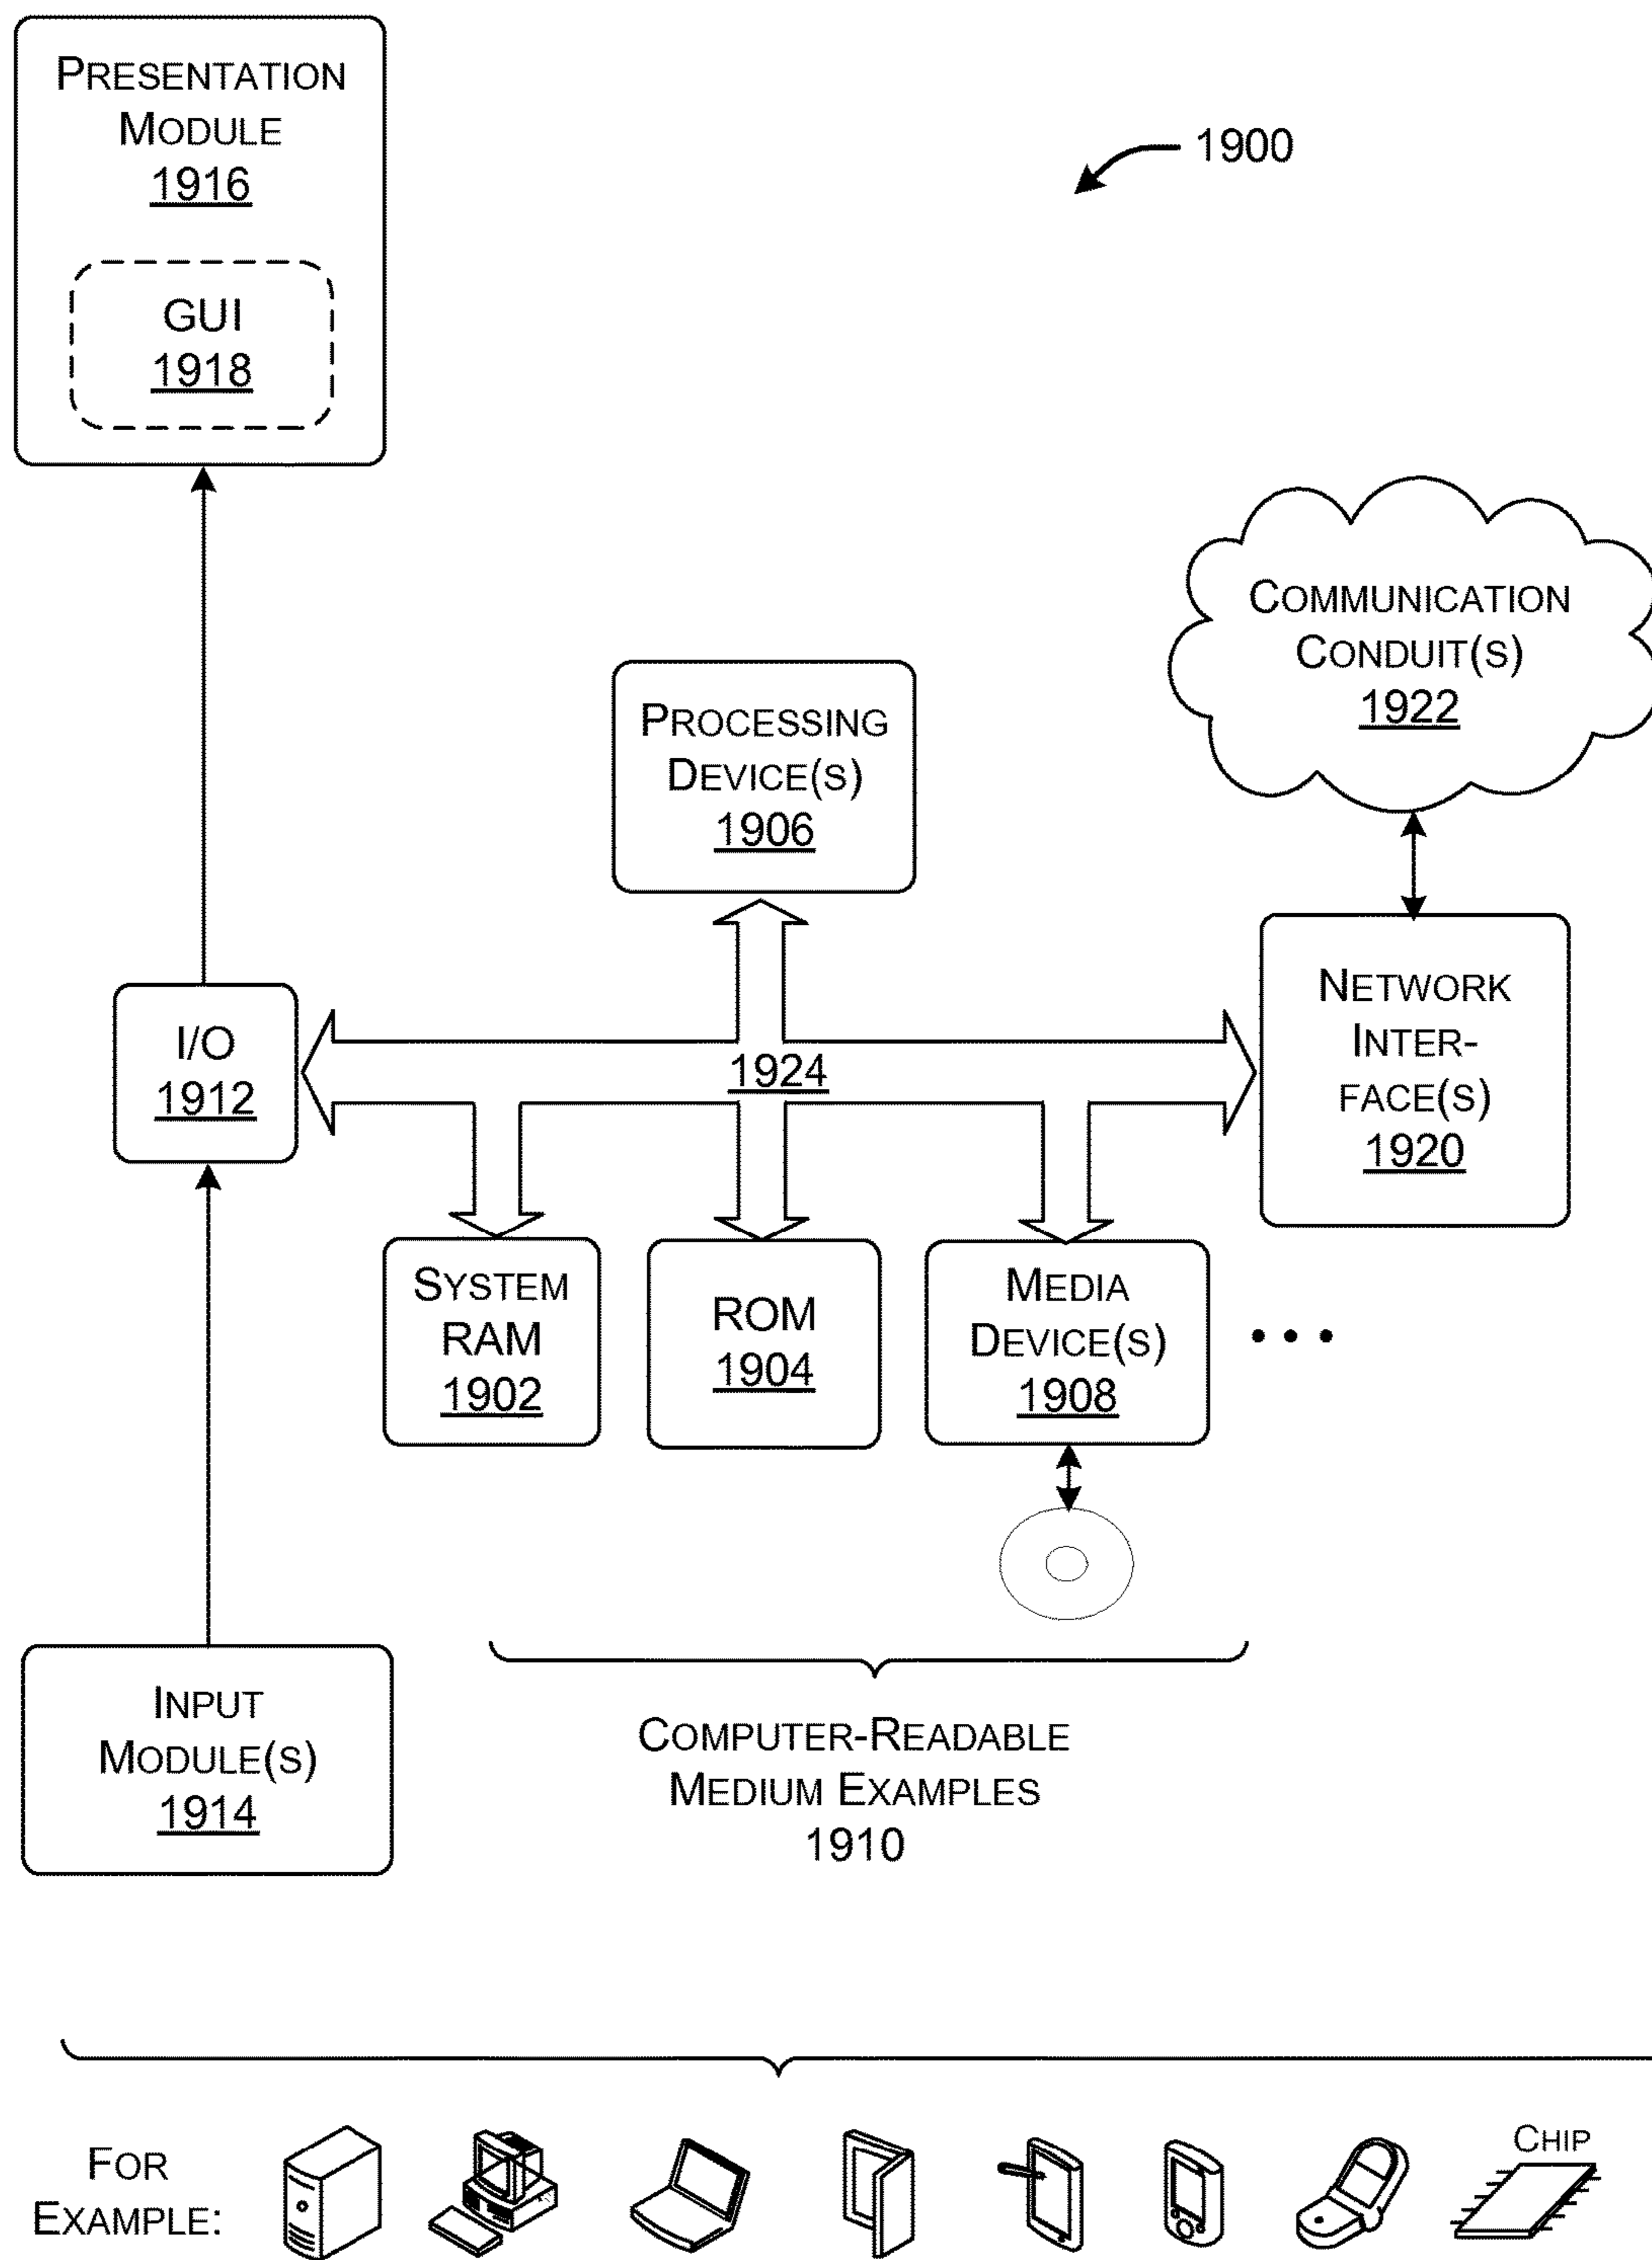 PRESENTATION
MODULE
1916
GUI
1918
1900
COMMUNICATION
CONDUIT(S)
1922
PROCESSING
DEVICE(S)
1906
NETWORK
INTER-
FACE(S)
1920
I/O
1912
1924
SYSTEM
RAM
1902
ROM
1904
MEDIA
DEVICE(S)
1908
• • •
INPUT
MODULE(S)
1914
COMPUTER-READABLE
MEDIUM EXAMPLES
1910
FOR
EXAMPLE:
CHIP